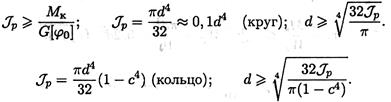 𝒥ₚ ⩾ Mк / G[φ₀]; 𝒥ₚ = πd⁴ / 32 ≈ 0,1d⁴ (круг); d ⩾ ⁴√(32𝒥ₚ / π).
𝒥ₚ = πd⁴ / 32 (1 − c⁴) (кольцо); d ⩾ ⁴√(32𝒥ₚ / π(1−c⁴)).